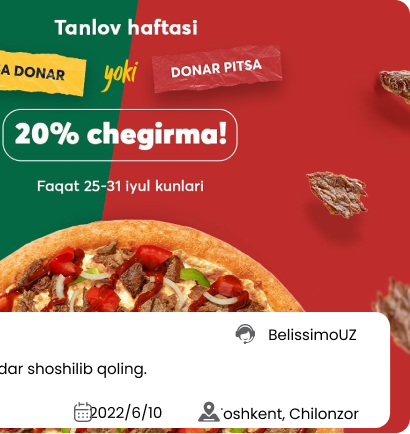 Tanlov haftasi
A DONAR yoki DONAR PITSA
20% chegirma!
Faqat 25-31 iyul kunlari
BelissimoUZ
dar shoshilib qoling.
2022/6/10
oshkent, Chilonzor